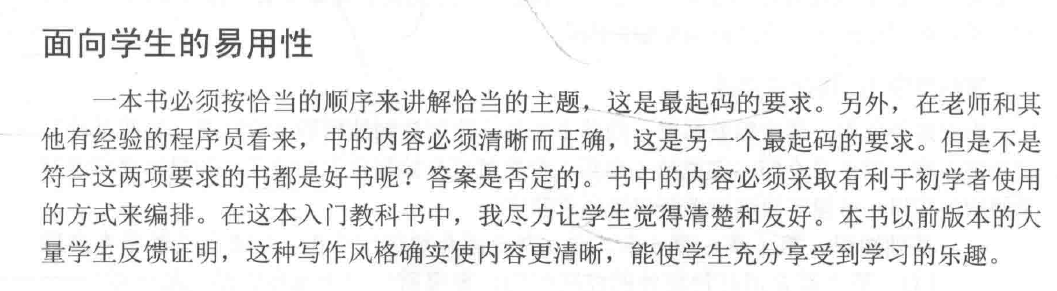 面向学生的易用性
一本书必须按恰当的顺序来讲解恰当的主题，这是最起码的要求。另外，在老师和其
他有经验的程序员看来，书的内容必须清晰而正确，这是另一个最起码的要求。但是不是
符合这两项要求的书都是好书呢？答案是否定的。书中的内容必须采取有利于初学者使用
的方式来编排。在这本入门教科书中，我尽力让学生觉得清楚和友好。本书以前版本的大
量学生反馈证明，这种写作风格确实使内容更清晰，能使学生充分享受到学习的乐趣。